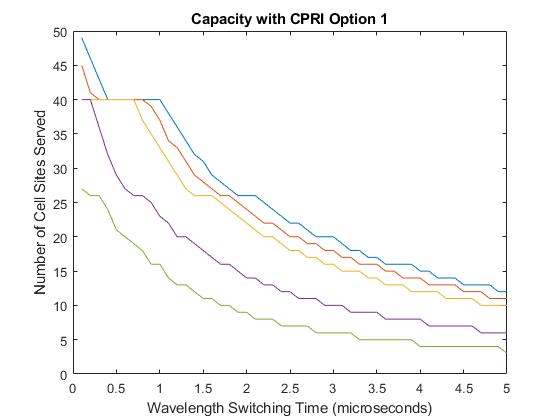 Capacity with CPRI Option 1
50
45
40
35
30
25
20
15
10
5
0
Number of Cell Sites Served
0 0.5 1 1.5 2 2.5 3 3.5 4 4.5 5
Wavelength Switching Time (microseconds)